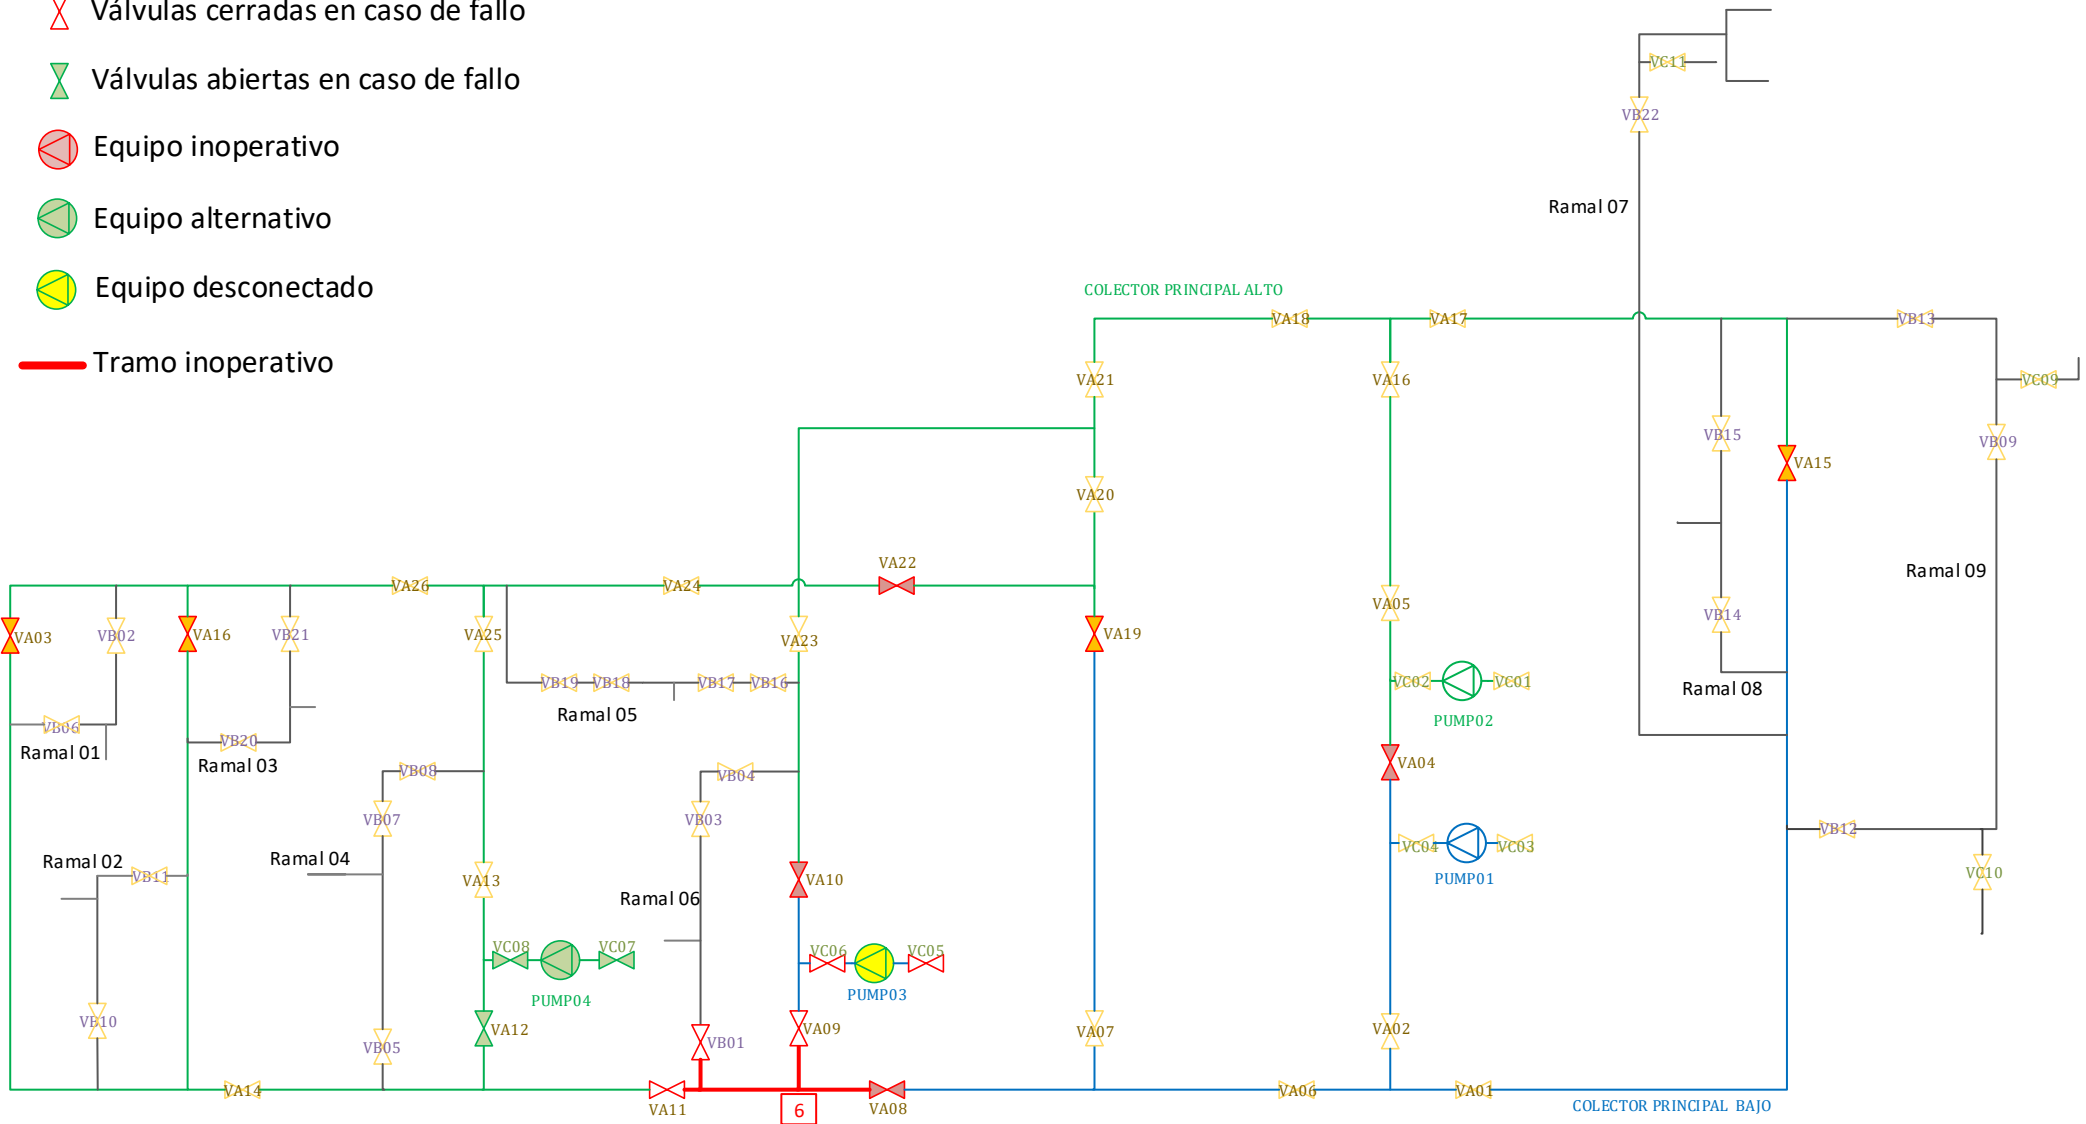 Válvulas cerradas en caso de fallo
Válvulas abiertas en caso de fallo
Equipo inoperativo
Equipo alternativo
Equipo desconectado
Tramo inoperativo
VC11
VB22
Ramal 07
COLECTOR PRINCIPAL ALTO
VA18
VA17
VB13
VA21
VA16
VC09
VB15
VB09
VA15
VA20
VA22
VA26
VA24
VA05
Ramal 09
VB14
VA03
VB02
VA16
VB21
VA25
VA23
VA19
VB19
VB18
VB17
VB16
VC02
VC01
Ramal 08
Ramal 05
PUMP02
VB06
Ramal 01
VB20
Ramal 03
VB08
VB04
VA04
VB07
VB03
VB12
VC04
VC03
Ramal 02
Ramal 04
VB11
VA13
VA10
PUMP01
VC10
Ramal 06
VC08
VC07
VC06
VC05
PUMP04
PUMP03
VB10
VA12
VB05
VB01
VA09
VA07
VA02
VA14
VA11
6
VA08
VA06
VA01
COLECTOR PRINCIPAL BAJO